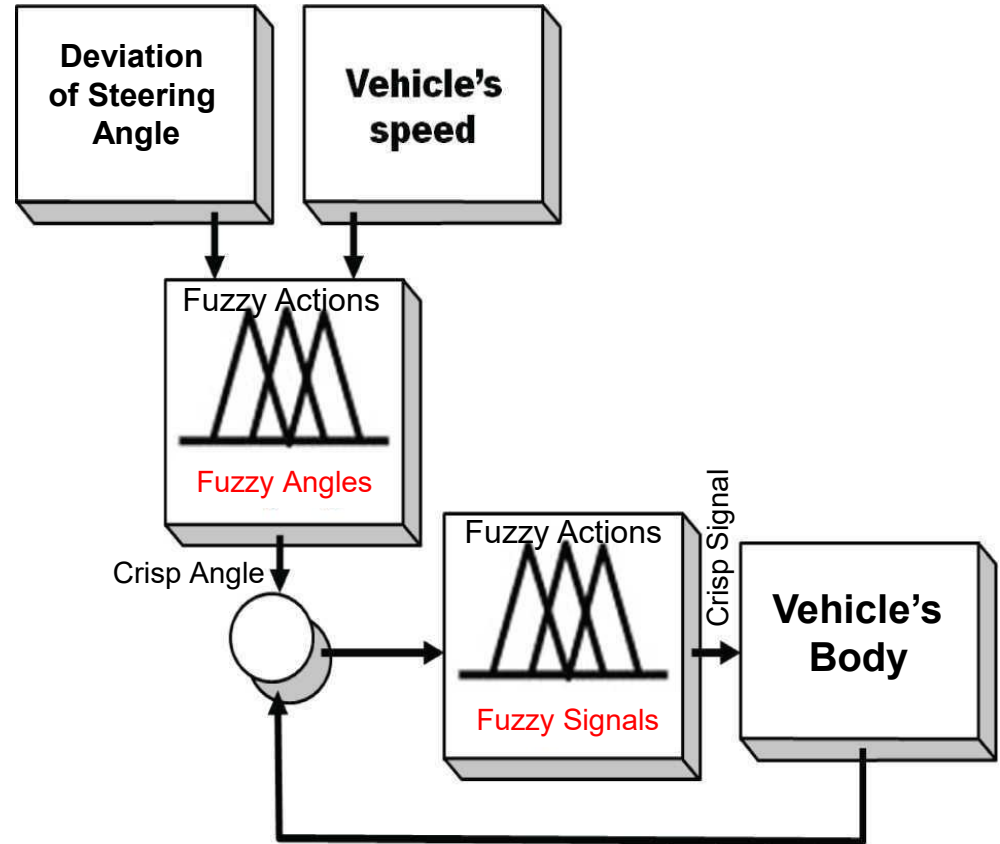 Deviation
of Steering
Angle
Vehicle's
speed
Fuzzy Actions
Fuzzy Angles
Crisp Angle
Fuzzy Actions
Fuzzy Signals
Crisp Signal
Vehicle’s
Body